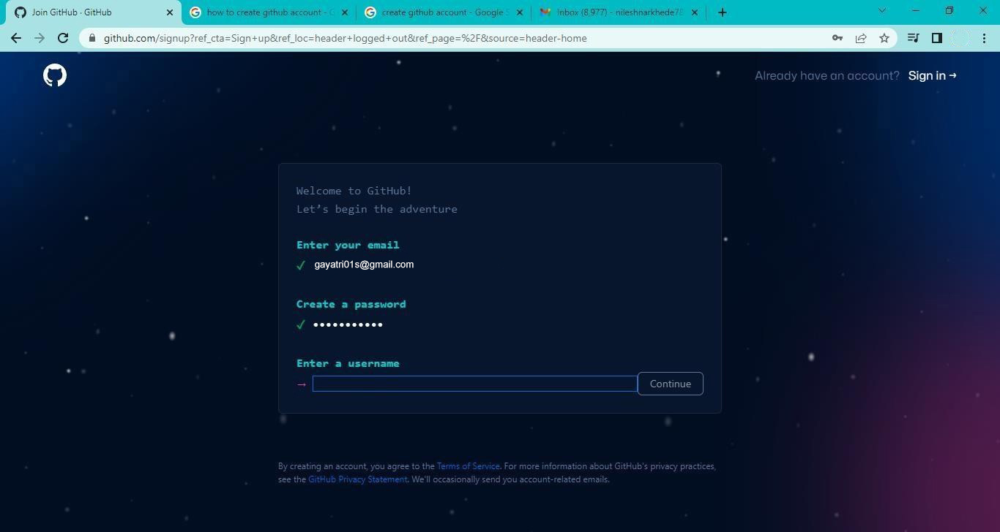 Join GitHub · GitHub
how to create github account - G
create github account - Google S
Inbox (8,977) - nileshnarkhede78
github.com/signup?ref_cta=Sign+up&ref_loc=header+logged+out&ref_page=%2F&source=header-home
Already have an account? Sign in →
Welcome to GitHub!
Let's begin the adventure
Enter your email
✓ gayatri01s@gmail.com
Create a password
✓ •••••••••••
Enter a username
→ Continue
By creating an account, you agree to the Terms of Service. For more information about GitHub's privacy practices,
see the GitHub Privacy Statement. We'll occasionally send you account-related emails.